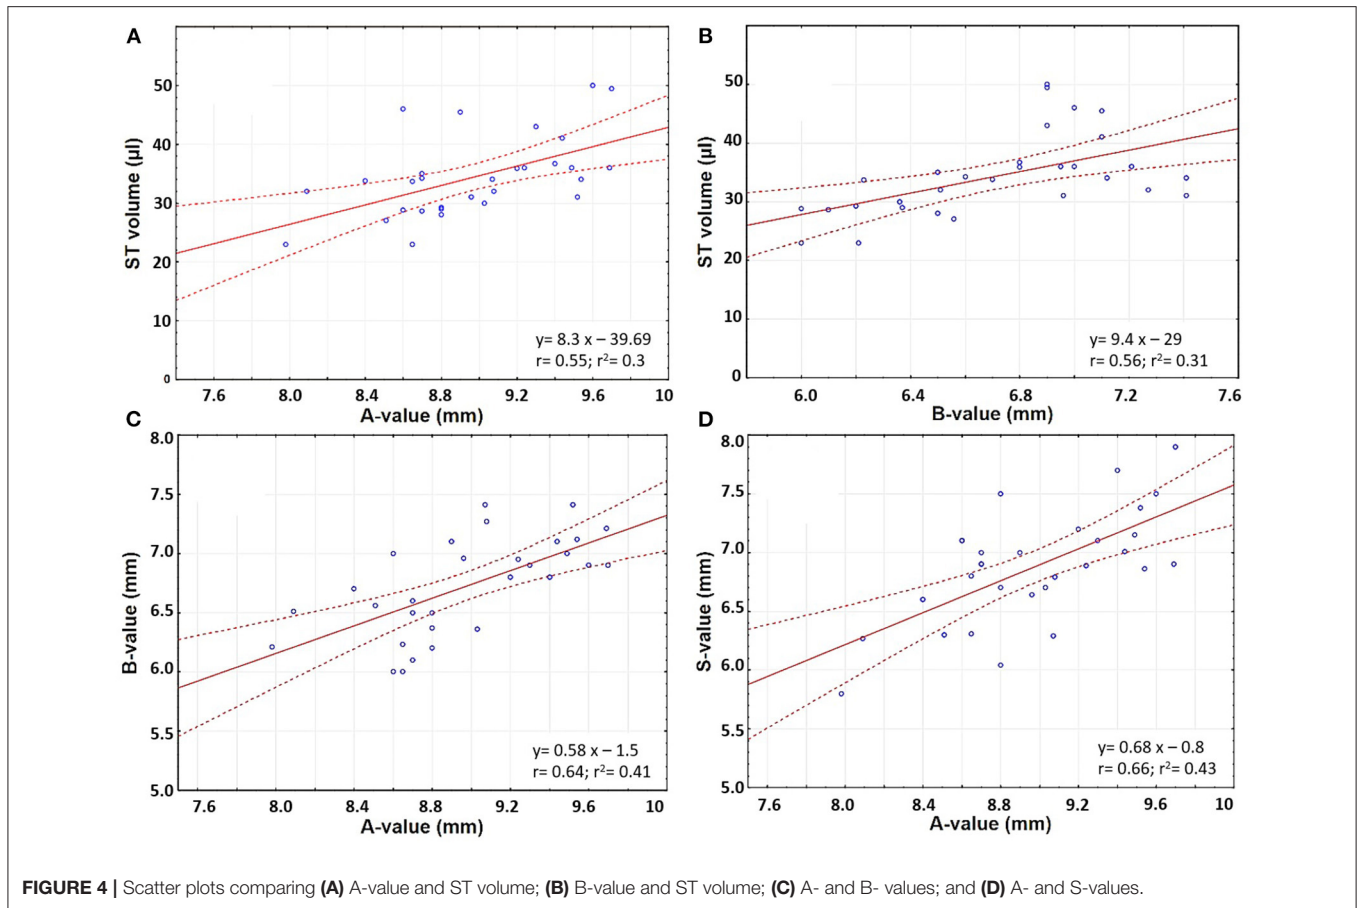 A
ST volume (µl)
50
40
30
20
10
0
7.6 8.0 8.4 8.8 9.2 9.6 10
A-value (mm)
y= 8.3 x – 39.69
r= 0.55; r²= 0.3
B
ST volume (µl)
50
40
30
20
10
0
6.0 6.4 6.8 7.2 7.6
B-value (mm)
y= 9.4 x – 29
r= 0.56; r²= 0.31
C
B-value (mm)
8.0
7.5
7.0
6.5
6.0
5.5
5.0
7.6 8.0 8.4 8.8 9.2 9.6 10
A-value (mm)
y= 0.58 x – 1.5
r= 0.64; r²= 0.41
D
S-value (mm)
8.0
7.5
7.0
6.5
6.0
5.5
5.0
7.6 8.0 8.4 8.8 9.2 9.6 10
A-value (mm)
y= 0.68 x – 0.8
r= 0.66; r²= 0.43
FIGURE 4 | Scatter plots comparing (A) A-value and ST volume; (B) B-value and ST volume; (C) A- and B- values; and (D) A- and S-values.